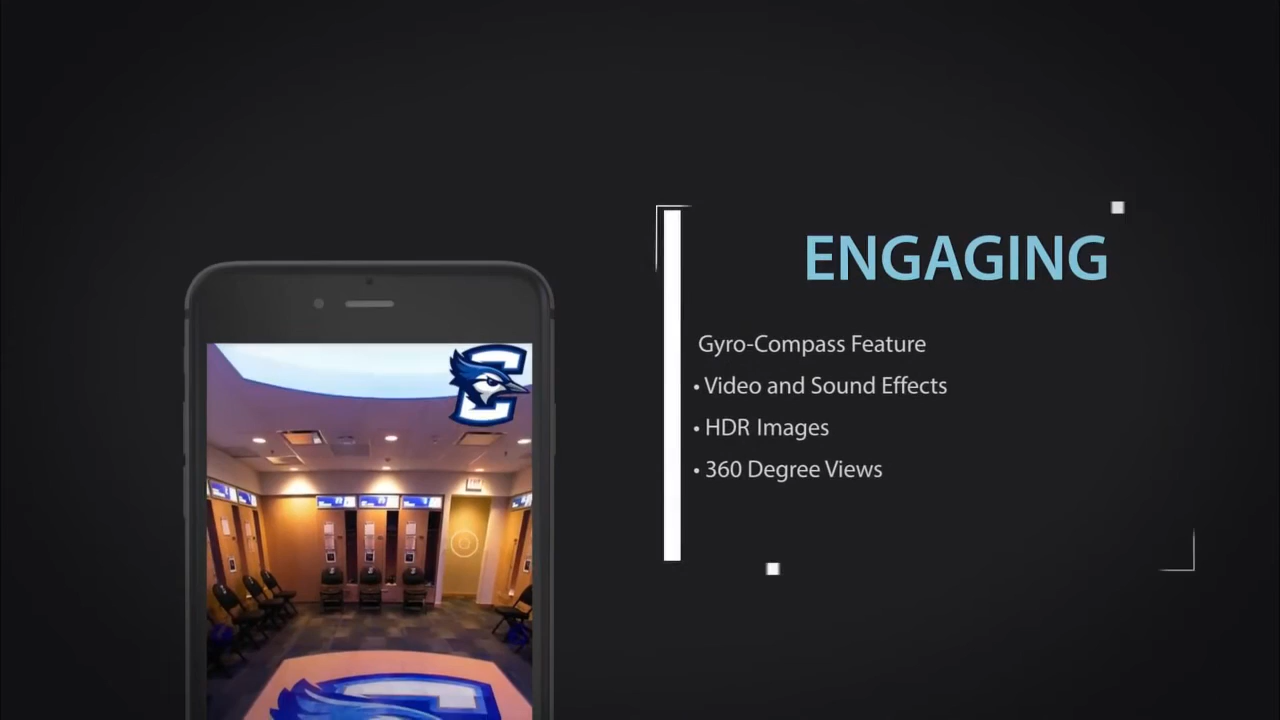 ENGAGING
Gyro-Compass Feature
• Video and Sound Effects
• HDR Images
• 360 Degree Views